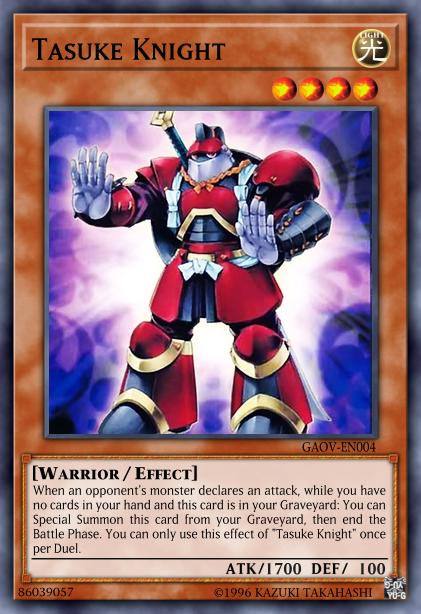 Tasuke Knight
LIGHT
光
GAOV-EN004
[Warrior / Effect]
When an opponent's monster declares an attack, while you have
no cards in your hand and this card is in your Graveyard: You can
Special Summon this card from your Graveyard, then end the
Battle Phase. You can only use this effect of "Tasuke Knight" once
per Duel.
ATK/1700 DEF/ 100
86039057
©1996 KAZUKI TAKAHASHI